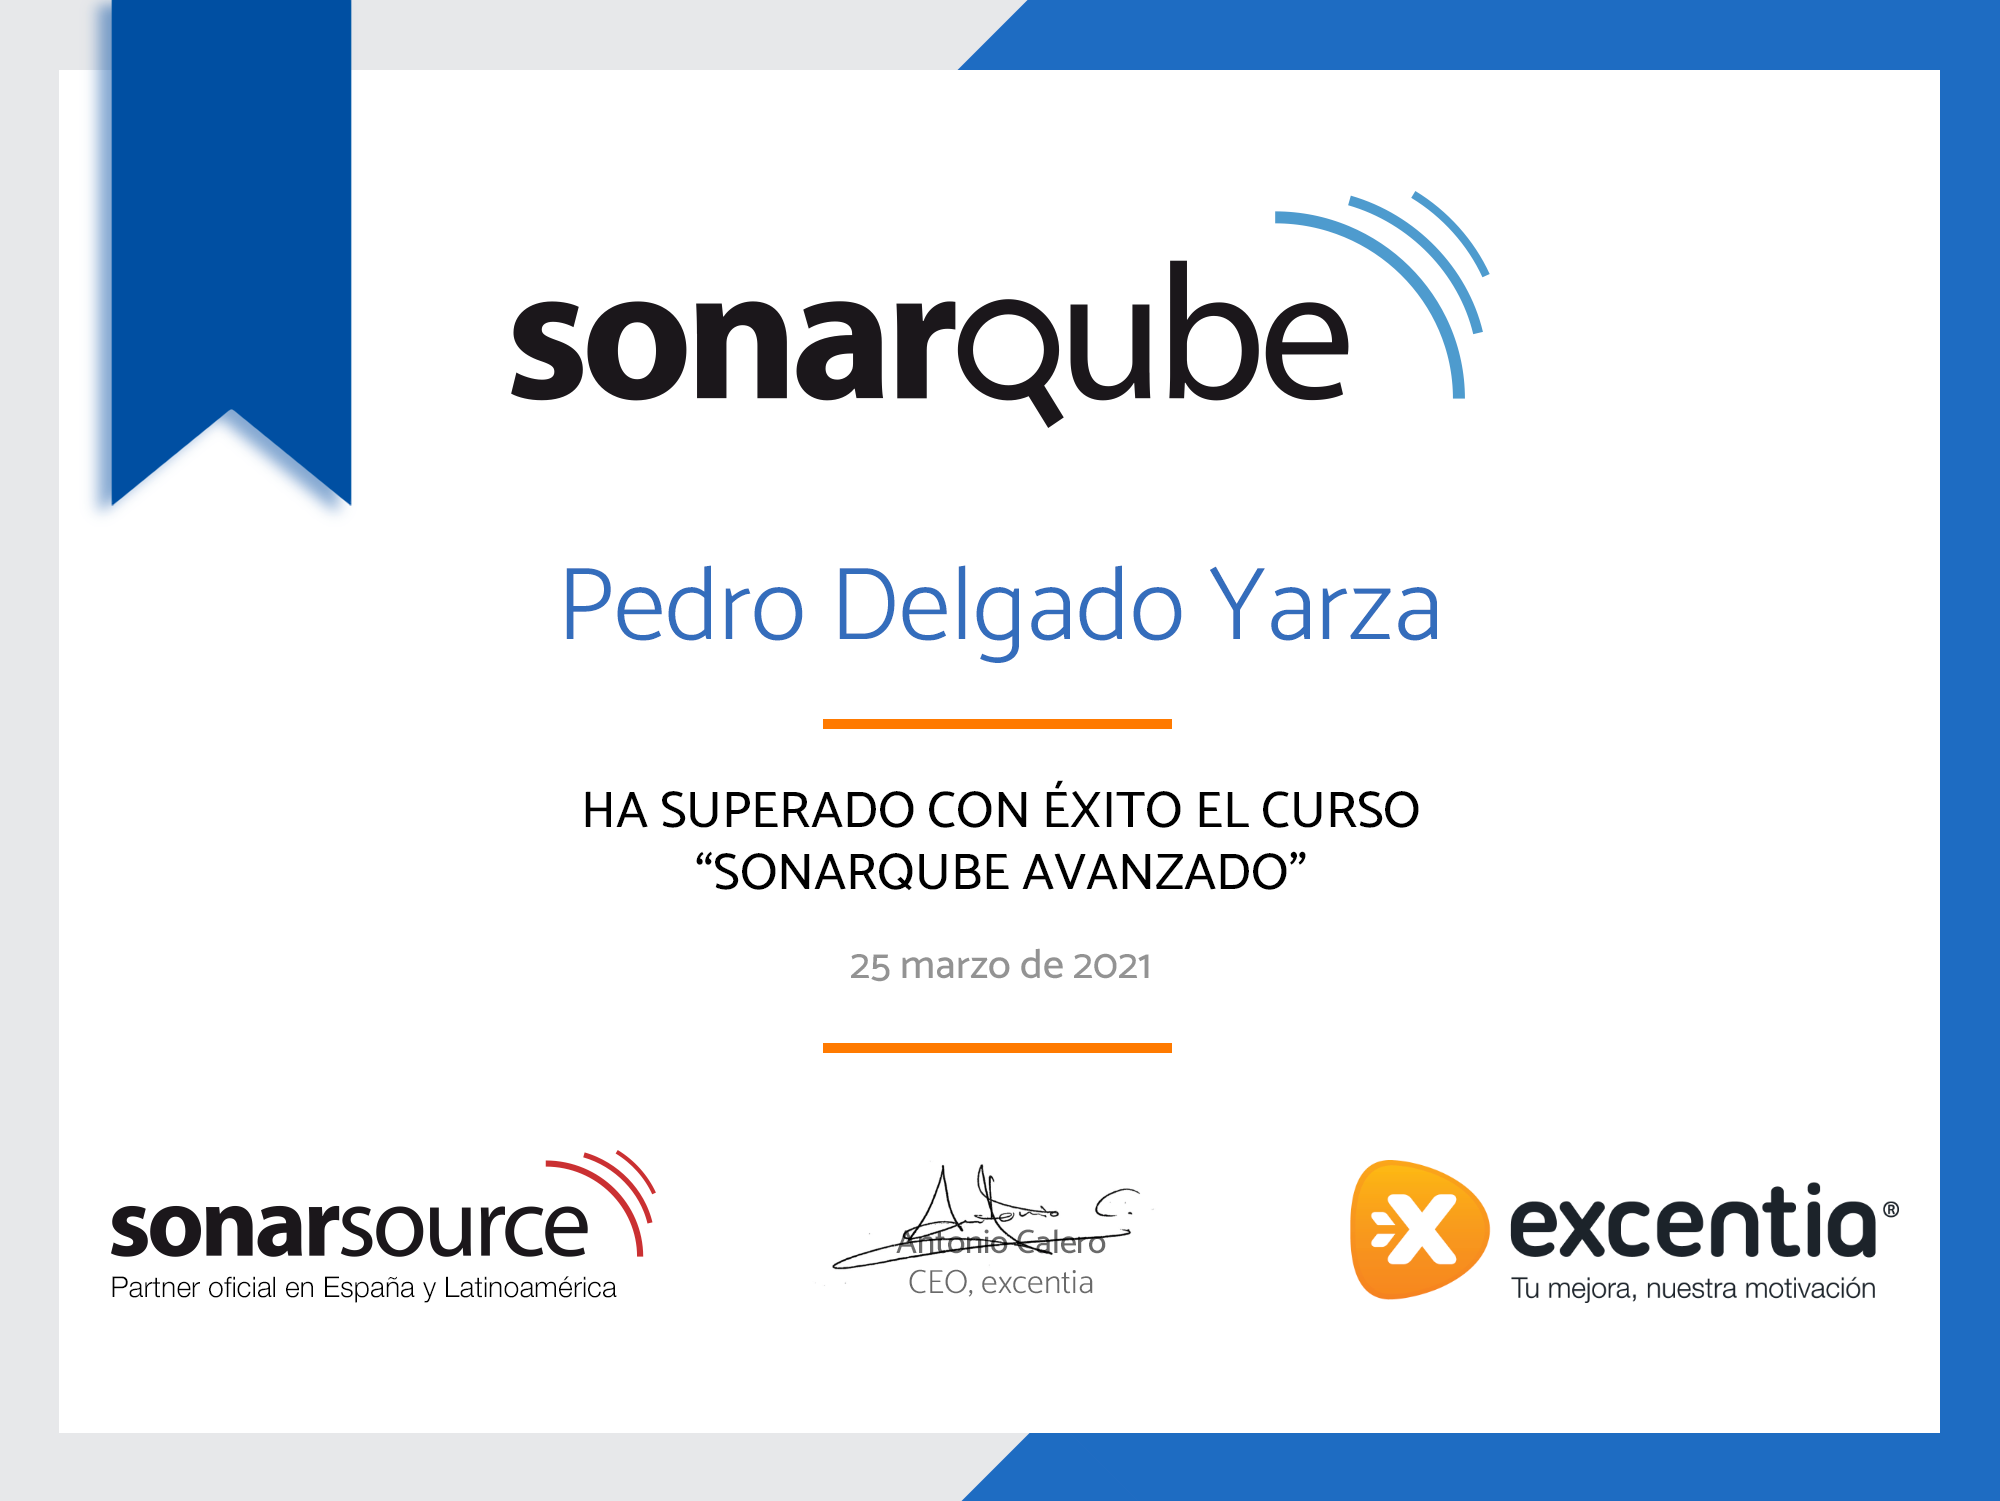 sonarqube
Pedro Delgado Yarza
HA SUPERADO CON ÉXITO EL CURSO
“SONARQUBE AVANZADO”
25 marzo de 2021
sonarsource
Partner oficial en España y Latinoamérica
Antonio C.
Antonio Calero
CEO, excentia
excentia®
Tu mejora, nuestra motivación